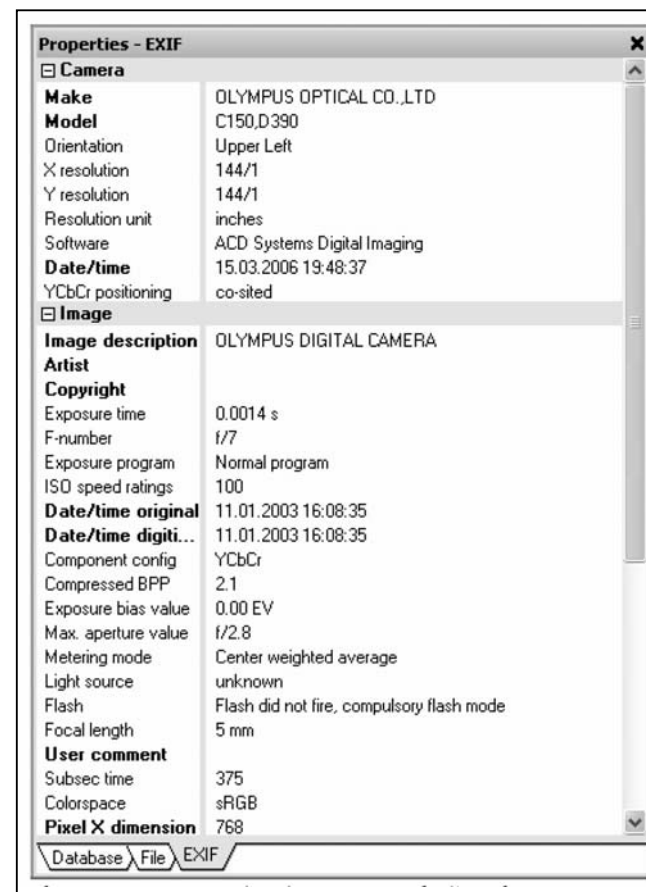 Properties - EXIF
Camera
Make OLYMPUS OPTICAL CO.,LTD
Model C150,D390
Orientation Upper Left
X resolution 144/1
Y resolution 144/1
Resolution unit inches
Software ACD Systems Digital Imaging
Date/time 15.03.2006 19:48:37
YCbCr positioning co-sited
Image
Image description OLYMPUS DIGITAL CAMERA
Artist
Copyright
Exposure time 0.0014 s
F-number f/7
Exposure program Normal program
ISO speed ratings 100
Date/time original 11.01.2003 16:08:35
Date/time digiti... 11.01.2003 16:08:35
Component config YCbCr
Compressed BPP 2.1
Exposure bias value 0.00 EV
Max. aperture value f/2.8
Metering mode Center weighted average
Light source unknown
Flash Flash did not fire, compulsory flash mode
Focal length 5 mm
User comment
Subsec time 375
Colorspace sRGB
Pixel X dimension 768
Database File EXIF